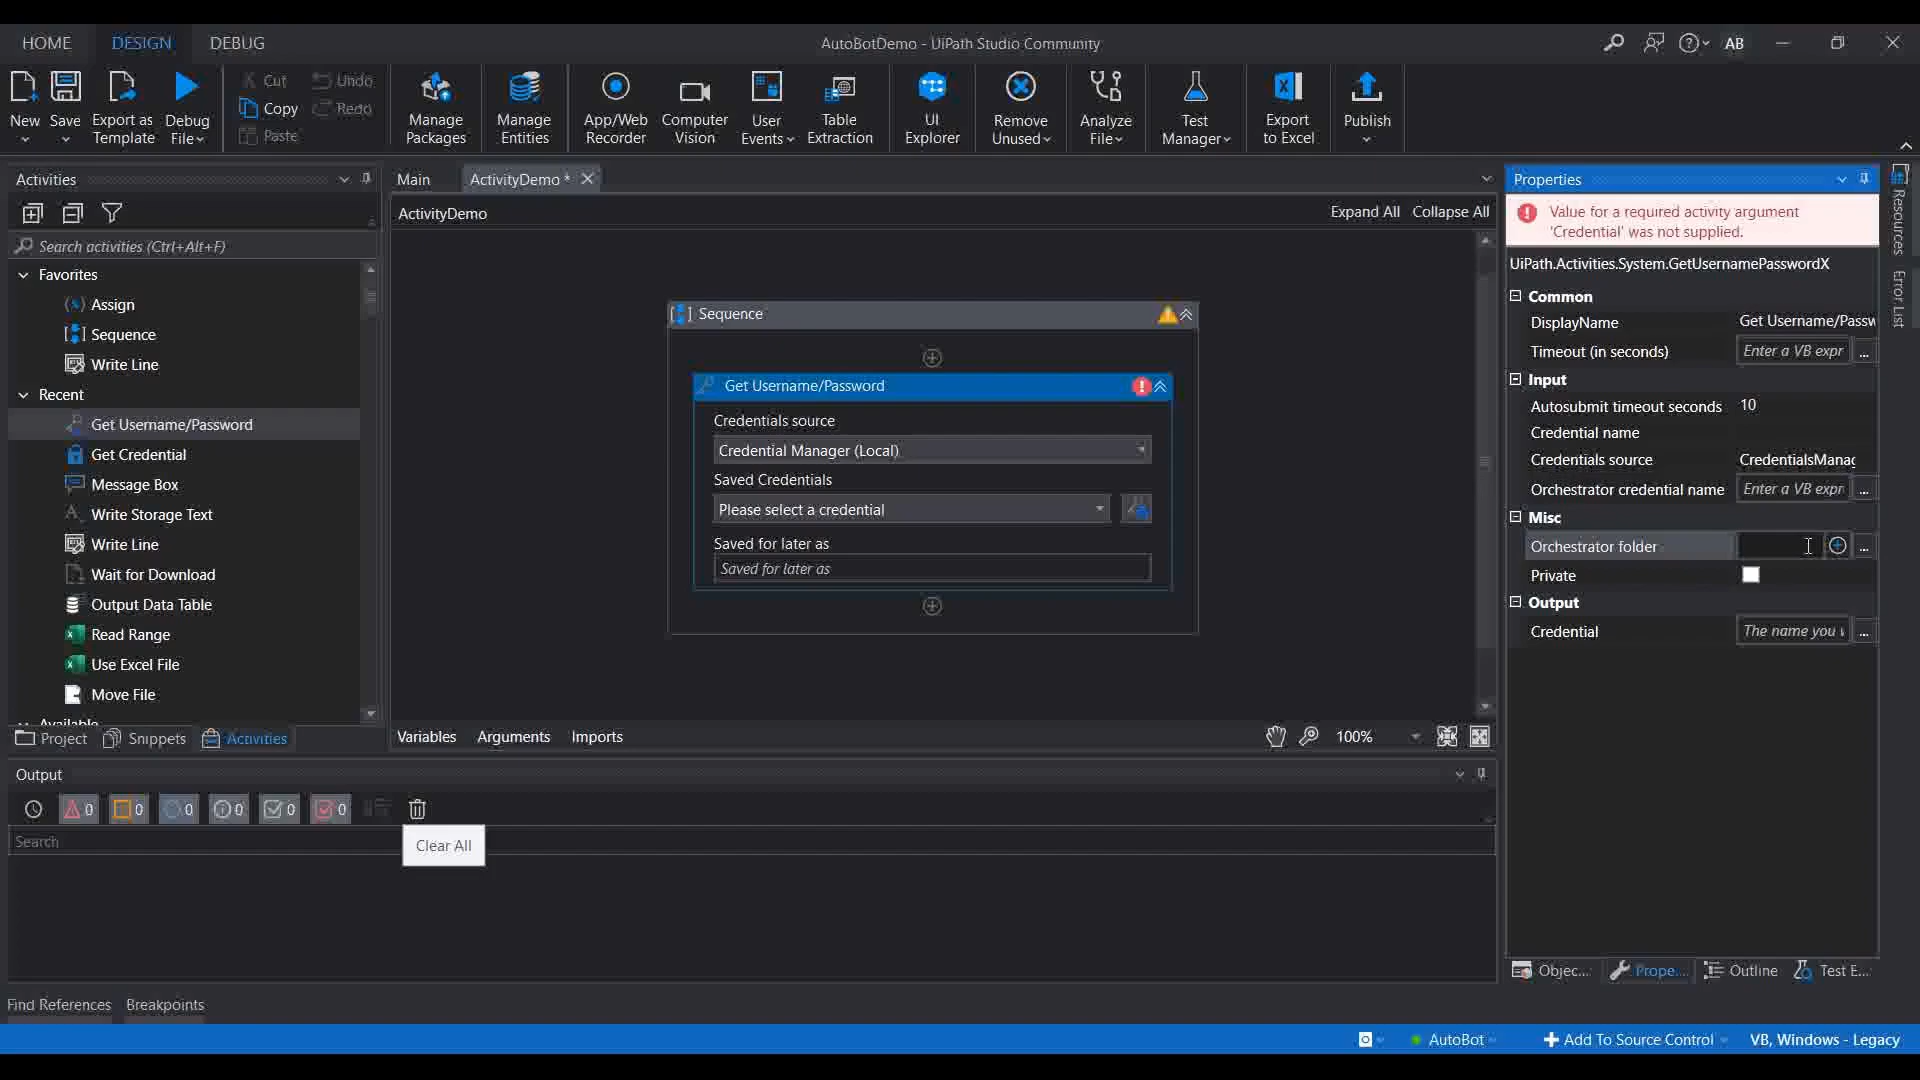 HOME DESIGN DEBUG
AutoBotDemo - UiPath Studio Community
AB
New
Save
Export as
Template
Debug
File
Cut
Copy
Paste
Undo
Redo
Manage
Packages
Manage
Entities
App/Web
Recorder
Computer
Vision
User
Events
Table
Extraction
UI
Explorer
Remove
Unused
Analyze
File
Test
Manager
Export
to Excel
Publish
Activities
Search activities (Ctrl+Alt+F)
Favorites
Assign
Sequence
Write Line
Recent
Get Username/Password
Get Credential
Message Box
Write Storage Text
Write Line
Wait for Download
Output Data Table
Read Range
Use Excel File
Move File
Available
Project Snippets Activities
Main ActivityDemo *
ActivityDemo
Expand All Collapse All
Sequence
Get Username/Password
Credentials source
Credential Manager (Local)
Saved Credentials
Please select a credential
Saved for later as
Saved for later as
Variables Arguments Imports
100%
Properties
Value for a required activity argument
'Credential' was not supplied.
UiPath.Activities.System.GetUsernamePasswordX
Common
DisplayName Get Username/Passw
Timeout (in seconds) Enter a VB expr ...
Input
Autosubmit timeout seconds 10
Credential name
Credentials source CredentialsManag
Orchestrator credential name Enter a VB expr ...
Misc
Orchestrator folder ...
Private
Output
Credential The name you ...
Objec... Prope... Outline Test E...
Resources
Error List
Output
0 0 0 0 0 0
Search
Clear All
Find References Breakpoints
AutoBot Add To Source Control VB, Windows - Legacy